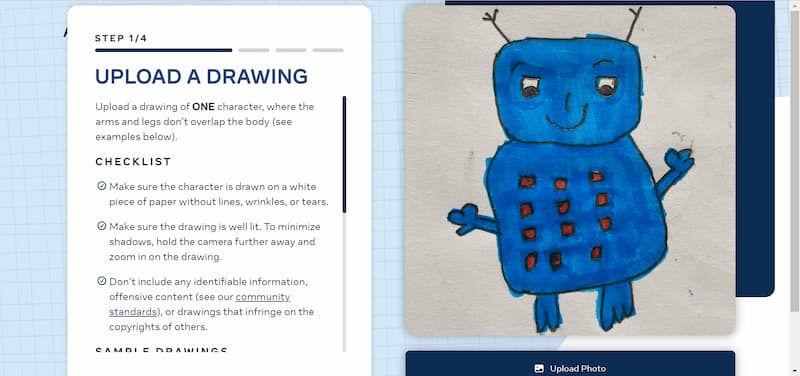 STEP 1/4
UPLOAD A DRAWING
Upload a drawing of ONE character, where the
arms and legs don't overlap the body (see
examples below).
CHECKLIST
Make sure the character is drawn on a white
piece of paper without lines, wrinkles, or tears.
Make sure the drawing is well lit. To minimize
shadows, hold the camera further away and
zoom in on the drawing.
Don't include any identifiable information,
offensive content (see our community
standards), or drawings that infringe on the
copyrights of others.
SAMPLE DRAWINGS
Upload Photo